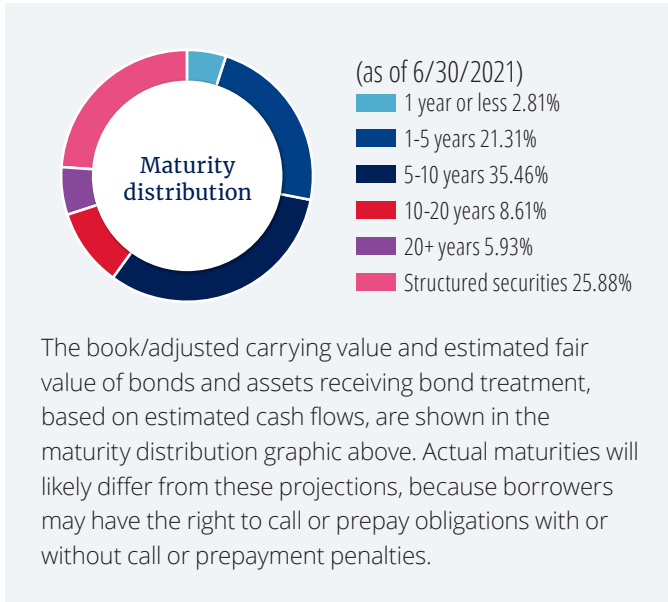 Maturity
distribution
(as of 6/30/2021)
1 year or less 2.81%
1-5 years 21.31%
5-10 years 35.46%
10-20 years 8.61%
20+ years 5.93%
Structured securities 25.88%
The book/adjusted carrying value and estimated fair
value of bonds and assets receiving bond treatment,
based on estimated cash flows, are shown in the
maturity distribution graphic above. Actual maturities will
likely differ from these projections, because borrowers
may have the right to call or prepay obligations with or
without call or prepayment penalties.